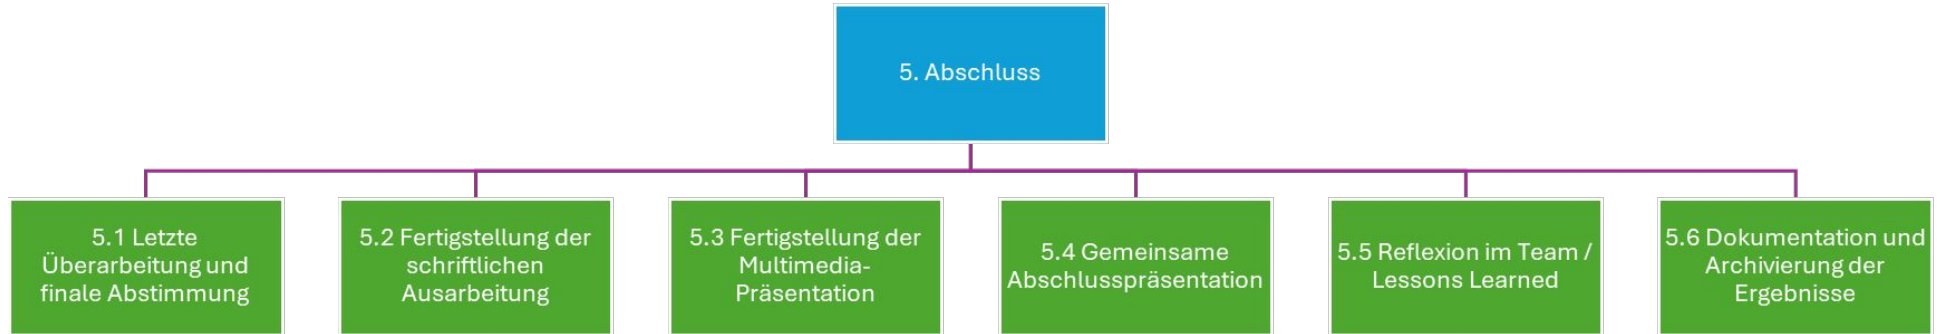 5. Abschluss
5.1 Letzte
Überarbeitung und
finale Abstimmung
5.2 Fertigstellung der
schriftlichen
Ausarbeitung
5.3 Fertigstellung der
Multimedia-
Präsentation
5.4 Gemeinsame
Abschlusspräsentation
5.5 Reflexion im Team /
Lessons Learned
5.6 Dokumentation und
Archivierung der
Ergebnisse